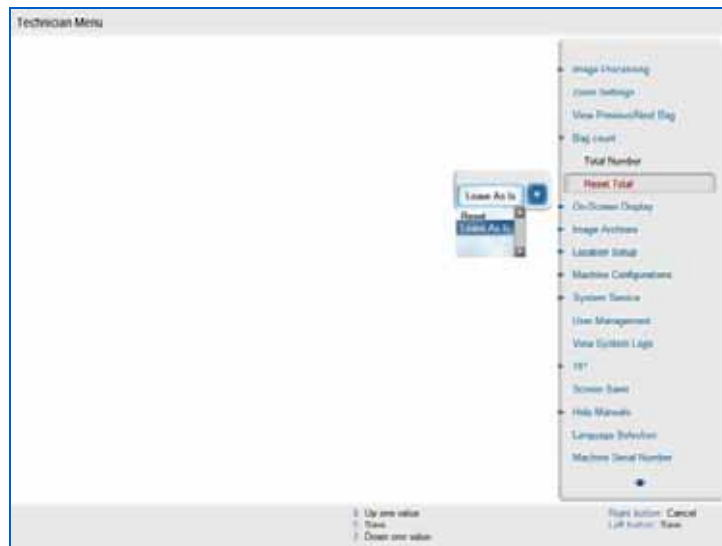 Technician Menu
Image Processing
Zoom Settings
View Previous/Next Bag
Bag count
Total Number
Reset Total
Leave As Is
Reset
Leave As Is
On-Screen Display
Image Archives
Location Setup
Machine Configurations
System Service
User Management
View System Logs
TIP
Screen Saver
Help Manuals
Language Selection
Machine Serial Number
Up one value
Save
Down one value
Right button: Cancel
Left button: Save